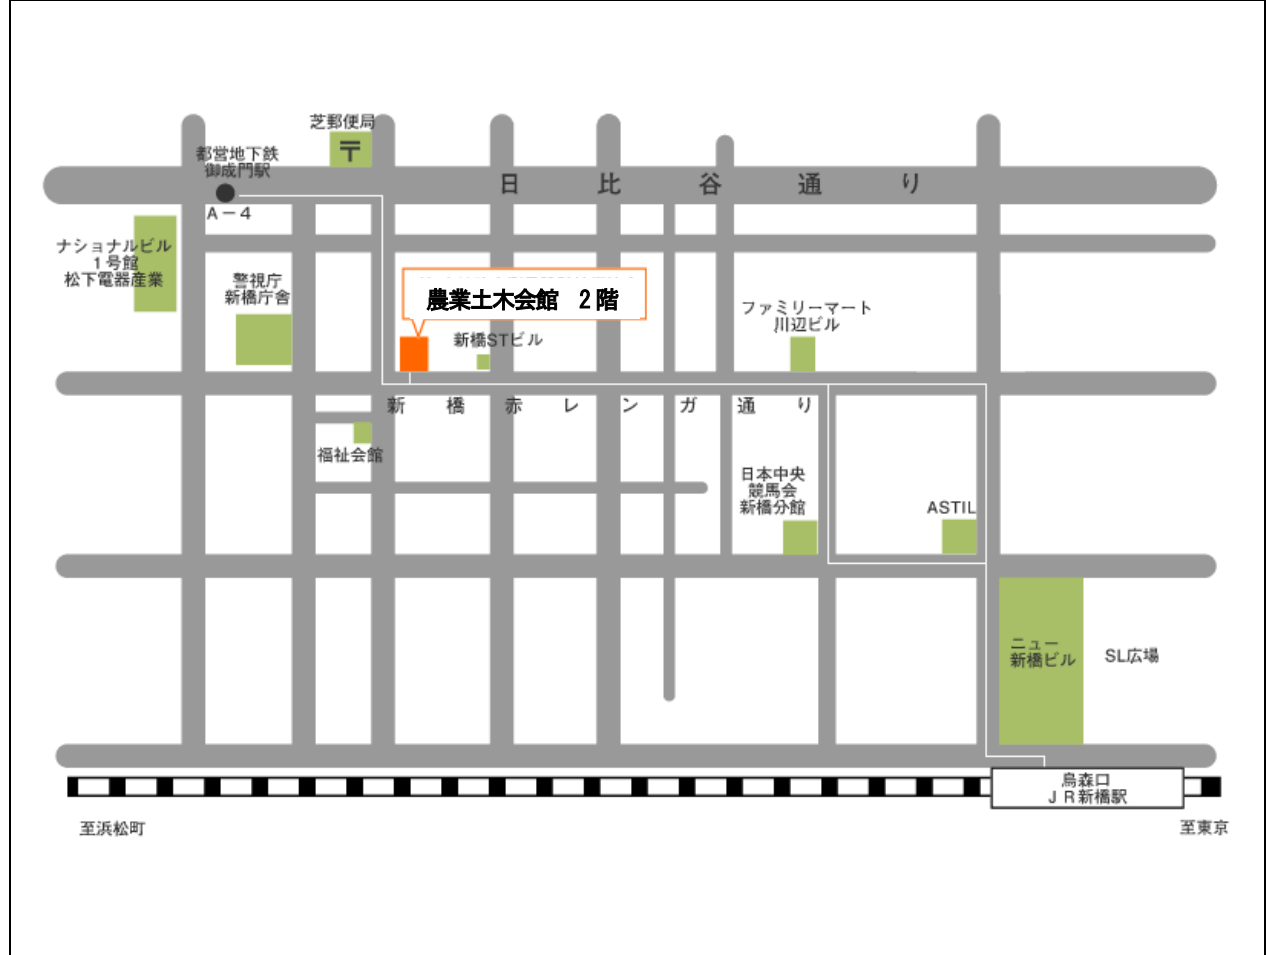 芝郵便局
〒
都営地下鉄
御成門駅
日比谷通り
A-4
ナショナルビル
1号館
松下電器産業
警視庁
新橋庁舎
農業土木会館 2階
新橋STビル
ファミリーマート
川辺ビル
新橋赤レンガ通り
福祉会館
日本中央
競馬会
新橋分館
ASTIL
ニュー
新橋ビル
SL広場
烏森口
JR新橋駅
至浜松町
至東京